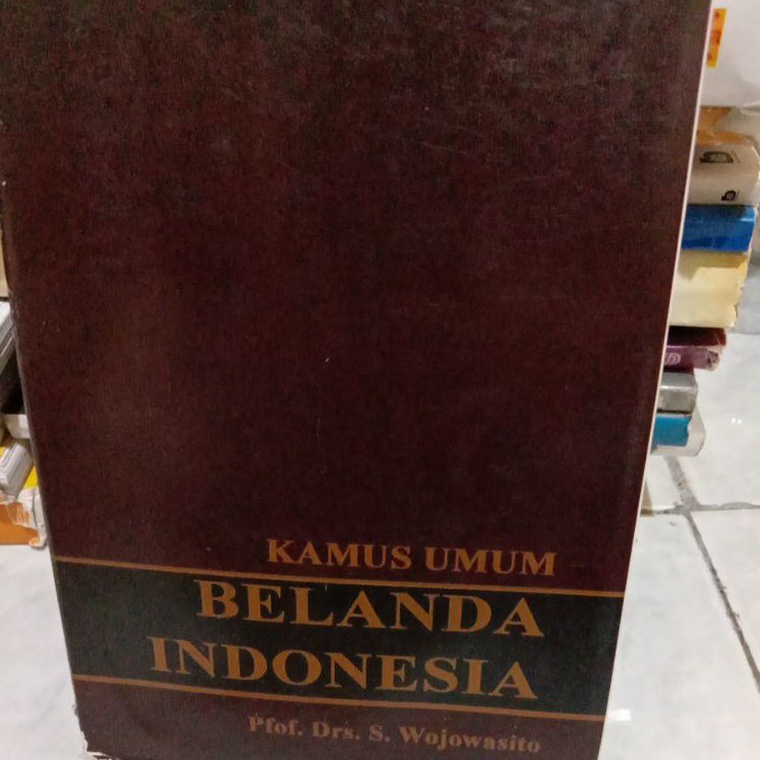 KAMUS UMUM
BELANDA
INDONESIA
Pfof. Drs. S. Wojowasito